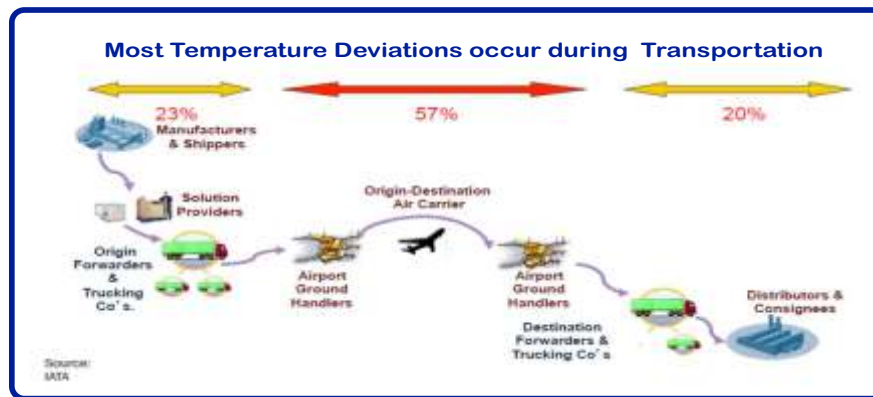 Most Temperature Deviations occur during Transportation
23%
57%
20%
Manufacturers
& Shippers
Solution
Providers
Origin
Forwarders
&
Trucking
Co's.
Origin-Destination
Air Carrier
Airport
Ground
Handlers
Airport
Ground
Handlers
Destination
Forwarders &
Trucking Co's
Distributors &
Consignees
Source:
IATA